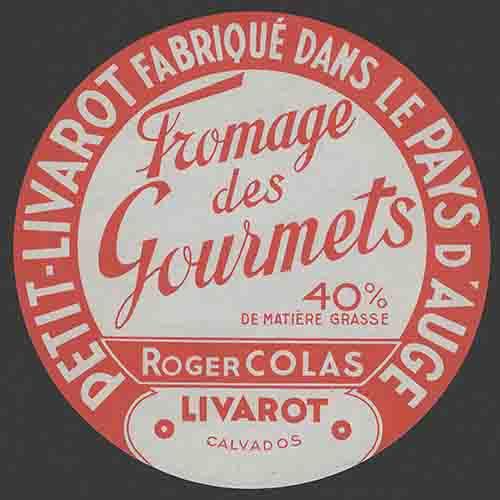 PETIT-LIVAROT FABRIQUÉ DANS LE PAYS D'AUGE
Fromage
des
Gourmets
40%
DE MATIÈRE GRASSE
ROGER COLAS
LIVAROT
CALVADOS